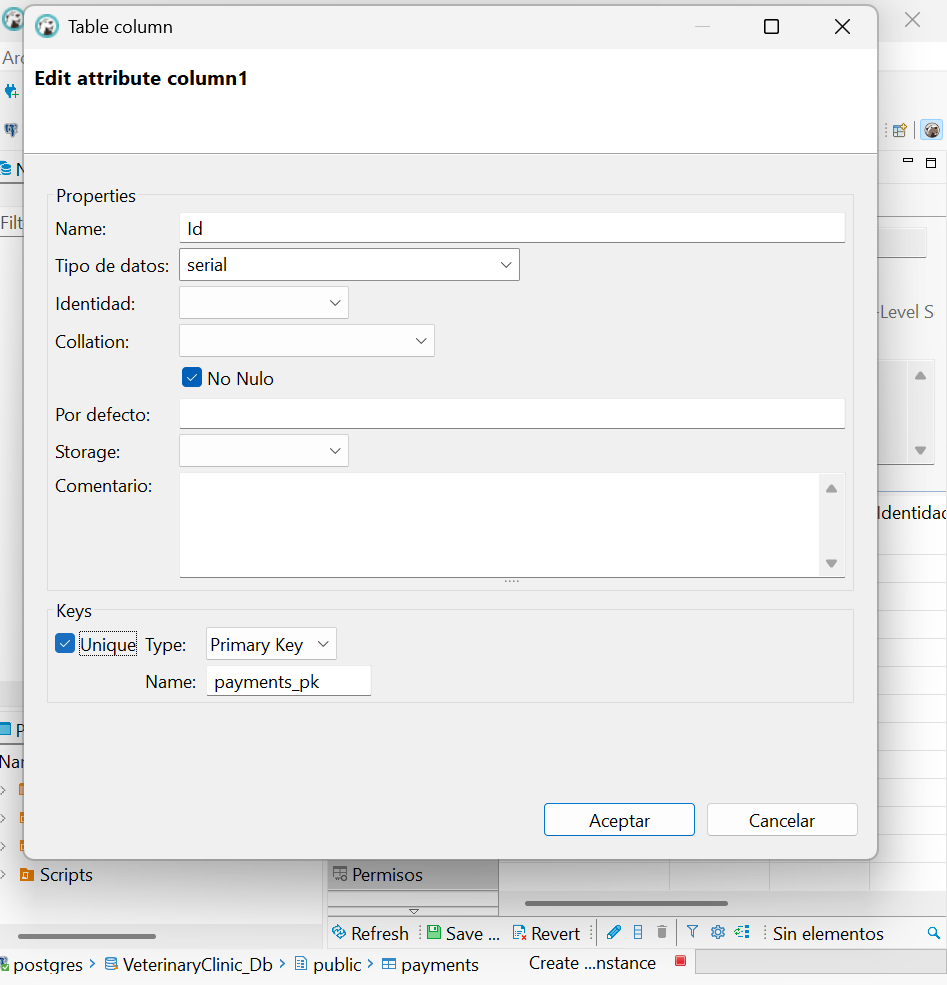 Table column
Edit attribute column1
Properties
Name: Id
Tipo de datos: serial
Identidad:
Collation:
No Nulo
Por defecto:
Storage:
Comentario:
Keys
Unique Type: Primary Key
Name: payments_pk
Aceptar Cancelar
Filt
-Level S
Identidad
Scripts
Permisos
Refresh Save ... Revert Sin elementos
postgres VeterinaryClinic_Db public payments Create ...nstance